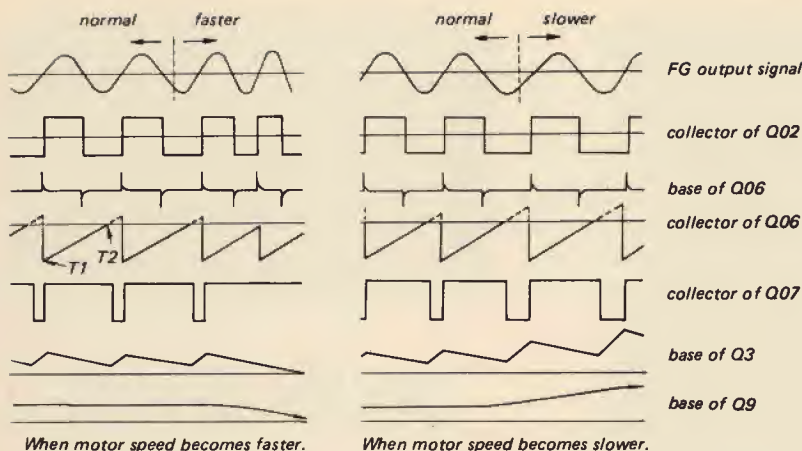 normal faster
normal slower
FG output signal
collector of Q02
base of Q06
collector of Q06
T1 T2
collector of Q07
base of Q3
base of Q9
When motor speed becomes faster.
When motor speed becomes slower.